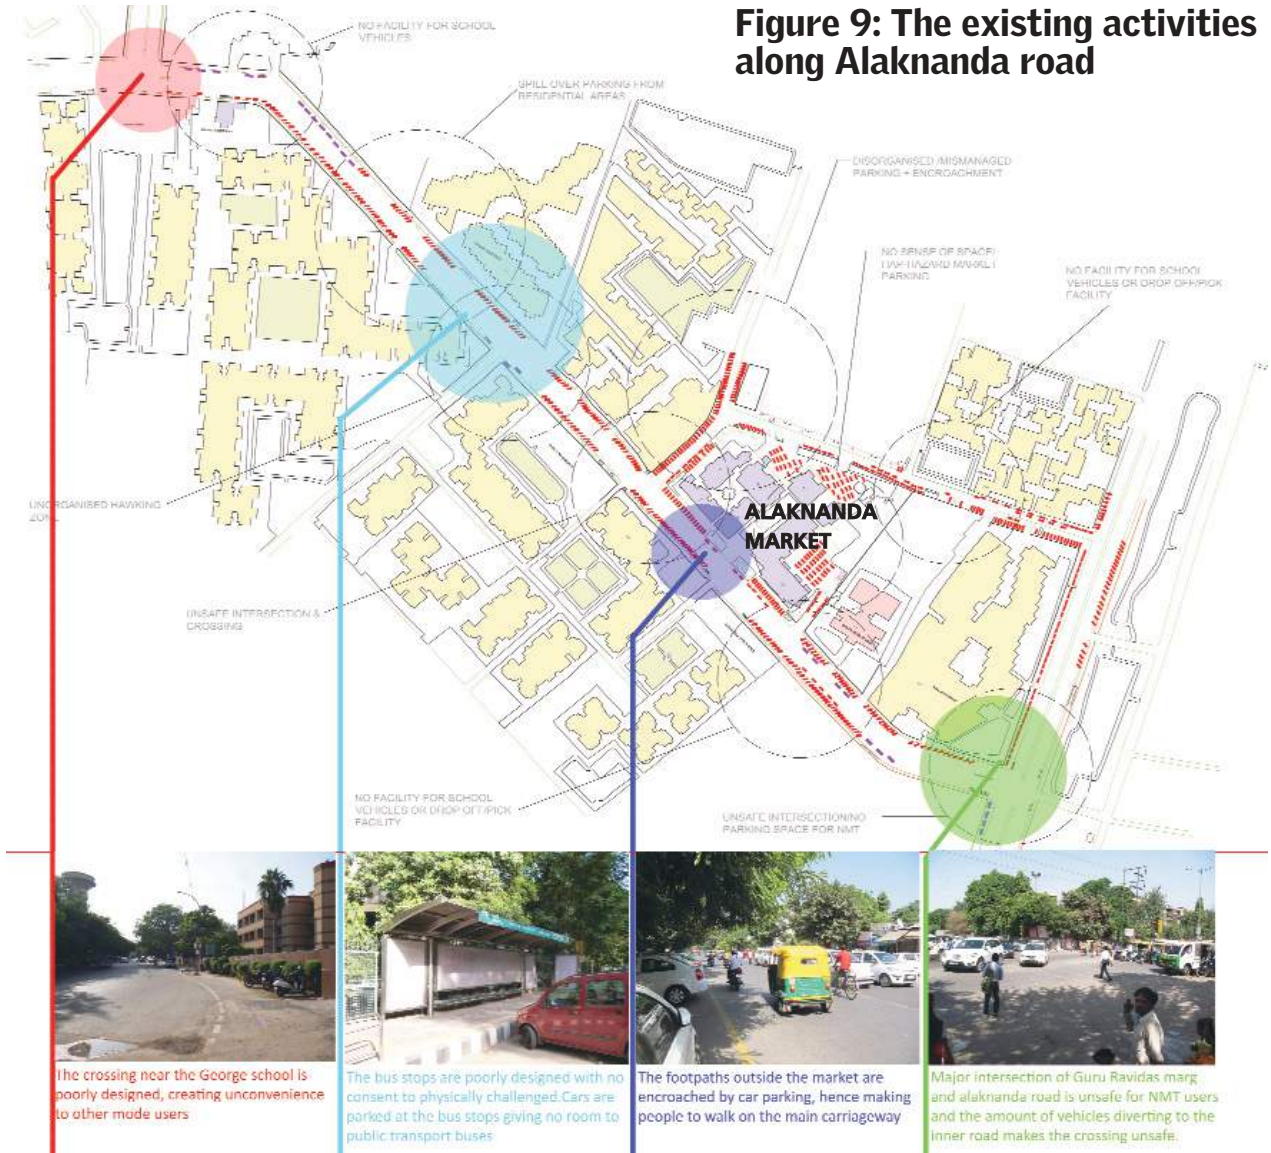 Figure 9: The existing activities
along Alaknanda road
NO FACILITY FOR SCHOOL
VEHICLES
SPILL OVER PARKING FROM
RESIDENTIAL AREAS
DISORGANISED /MISMANAGED
PARKING + ENCROACHMENT
NO SENSE OF SPACE/
HAP-HAZARD MARKET
PARKING
NO FACILITY FOR SCHOOL
VEHICLES OR DROP OFF/PICK
FACILITY
ALAKNANDA
MARKET
UNORGANISED HAWKING
ZONE
UNSAFE INTERSECTION &
CROSSING
NO FACILITY FOR SCHOOL
VEHICLES OR DROP OFF/PICK
FACILITY
UNSAFE INTERSECTION/NO
PARKING SPACE FOR NMT
The crossing near the George school is
poorly designed, creating unconvenience
to other mode users
The bus stops are poorly designed with no
consent to physically challenged.Cars are
parked at the bus stops giving no room to
public transport buses
The footpaths outside the market are
encroached by car parking, hence making
people to walk on the main carriageway
Major intersection of Guru Ravidas marg
and alaknanda road is unsafe for NMT users
and the amount of vehicles diverting to the
inner road makes the crossing unsafe.